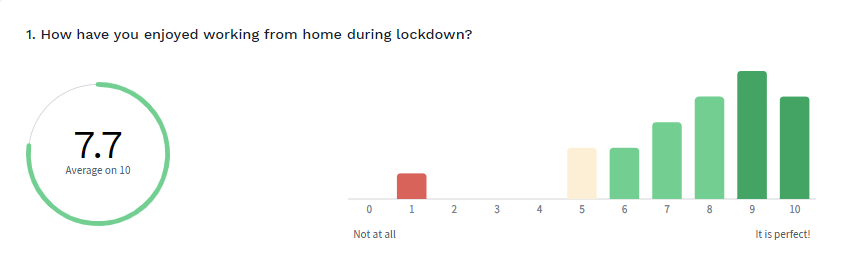 1. How have you enjoyed working from home during lockdown?
7.7
Average on 10
0 1 2 3 4 5 6 7 8 9 10
Not at all It is perfect!